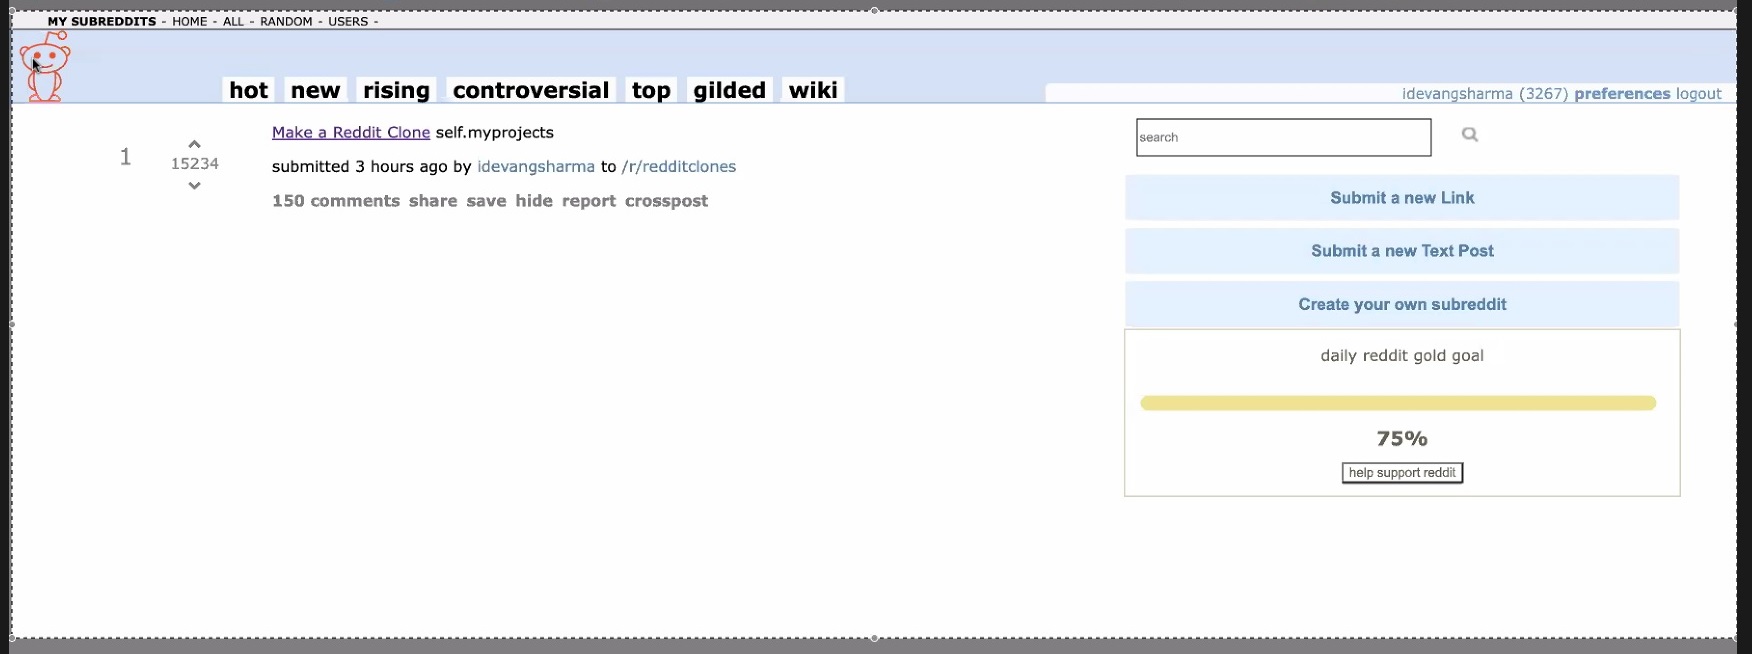 MY SUBREDDITS - HOME - ALL - RANDOM - USERS -
hot new rising controversial top gilded wiki
idevangsharma (3267) preferences logout
1
15234
Make a Reddit Clone self.myprojects
submitted 3 hours ago by idevangsharma to /r/redditclones
150 comments share save hide report crosspost
search
Submit a new Link
Submit a new Text Post
Create your own subreddit
daily reddit gold goal
75%
help support reddit